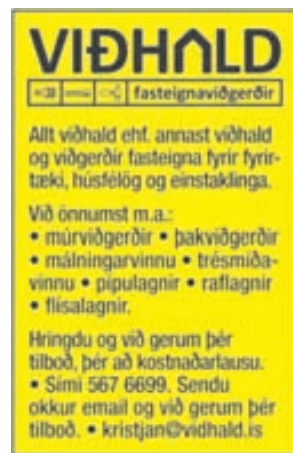 VIÐHALD
fasteignaviðgerðir
Allt viðhald ehf. annast viðhald
og viðgerðir fasteigna fyrir fyrir-
tæki, húsfélög og einstaklinga.
Við önnumst m.a.:
• múrviðgerðir • þakviðgerðir
• málningarvinnu • trésmíða-
vinnu • pípulagnir • raflagnir
• flísalagnir.
Hringdu og við gerum þér
tilboð, þér að kostnaðarlausu.
• Sími 567 6699. Sendu
okkur email og við gerum þér
tilboð. • kristjan@vidhald.is